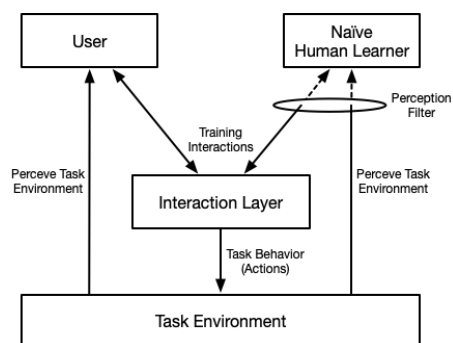 User
Naïve
Human Learner
Perception
Filter
Training
Interactions
Perceve Task
Environment
Perceve Task
Environment
Interaction Layer
Task Behavior
(Actions)
Task Environment